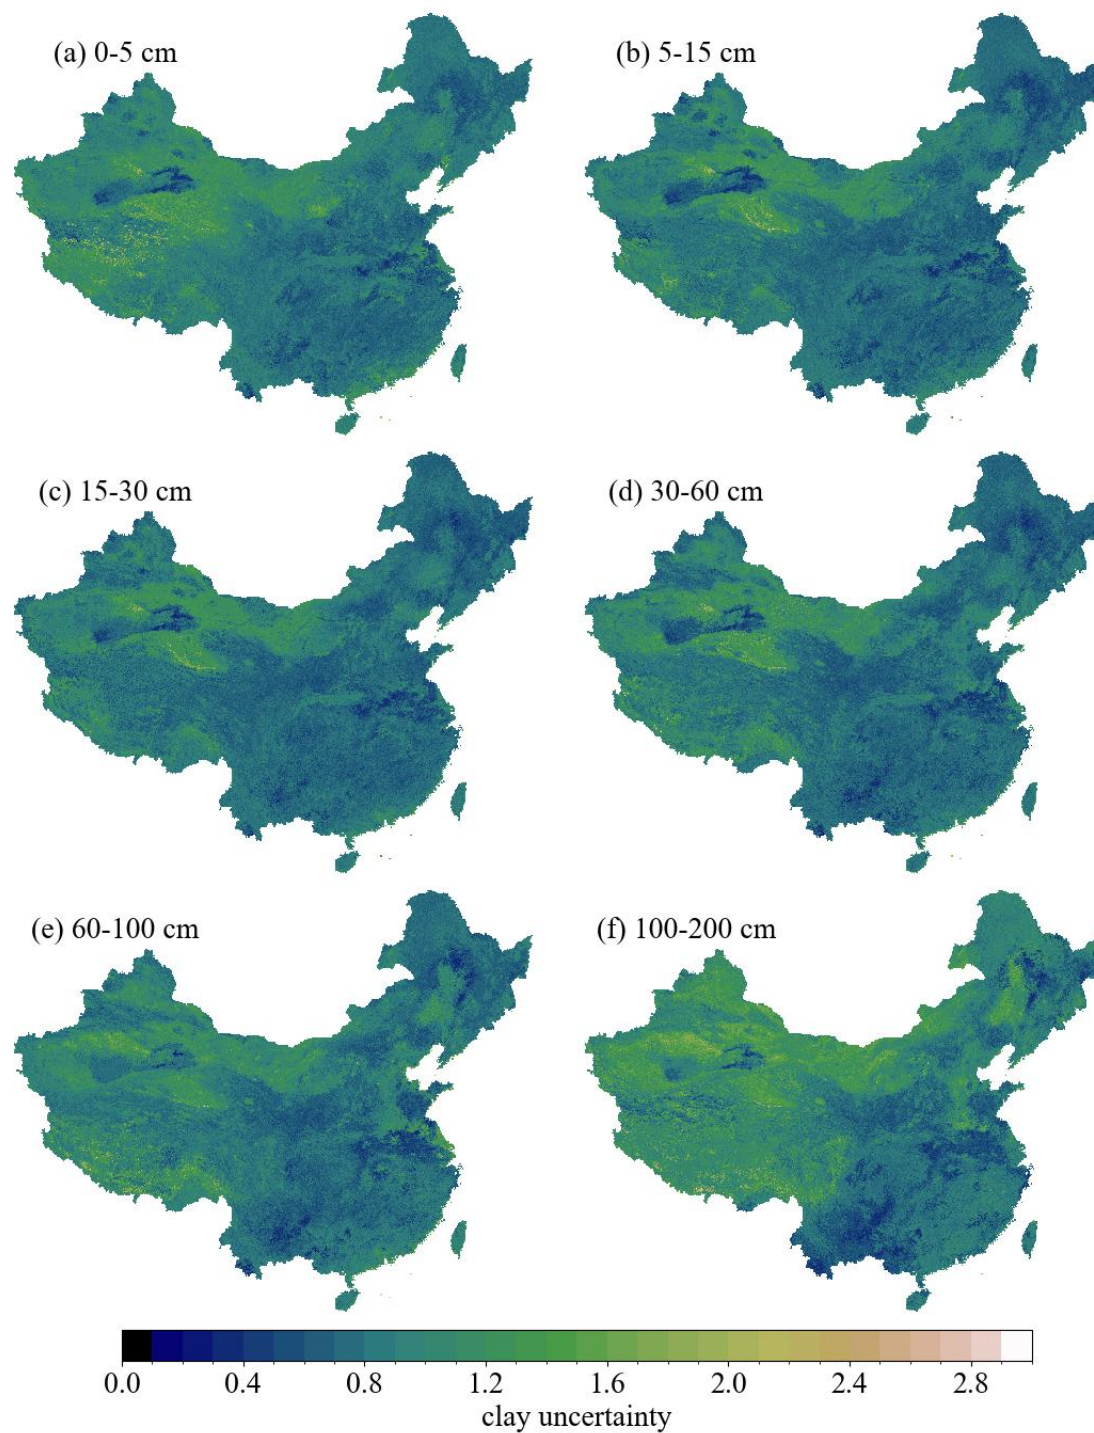 (a) 0-5 cm
(b) 5-15 cm
(c) 15-30 cm
(d) 30-60 cm
(e) 60-100 cm
(f) 100-200 cm
0.0 0.4 0.8 1.2 1.6 2.0 2.4 2.8
clay uncertainty